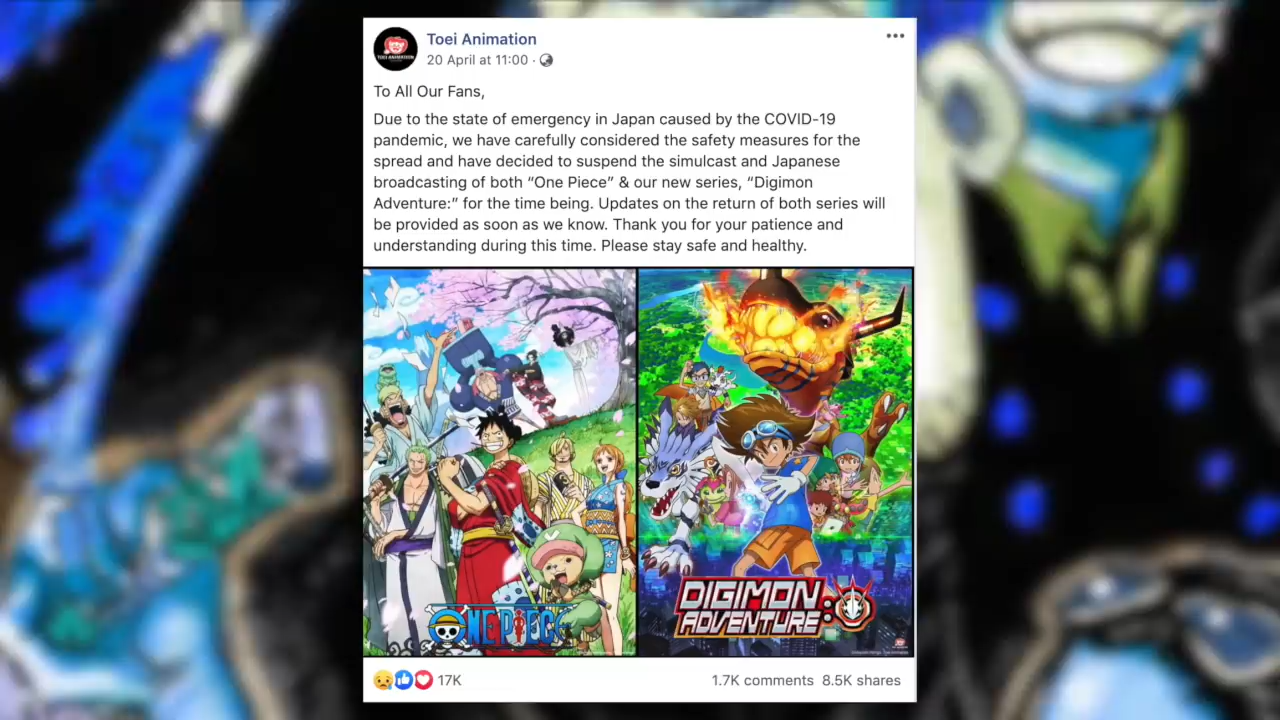 Toei Animation
20 April at 11:00
To All Our Fans,
Due to the state of emergency in Japan caused by the COVID-19
pandemic, we have carefully considered the safety measures for the
spread and have decided to suspend the simulcast and Japanese
broadcasting of both “One Piece” & our new series, “Digimon
Adventure:” for the time being. Updates on the return of both series will
be provided as soon as we know. Thank you for your patience and
understanding during this time. Please stay safe and healthy.
ONE PIECE
DIGIMON
ADVENTURE:
17K
1.7K comments 8.5K shares